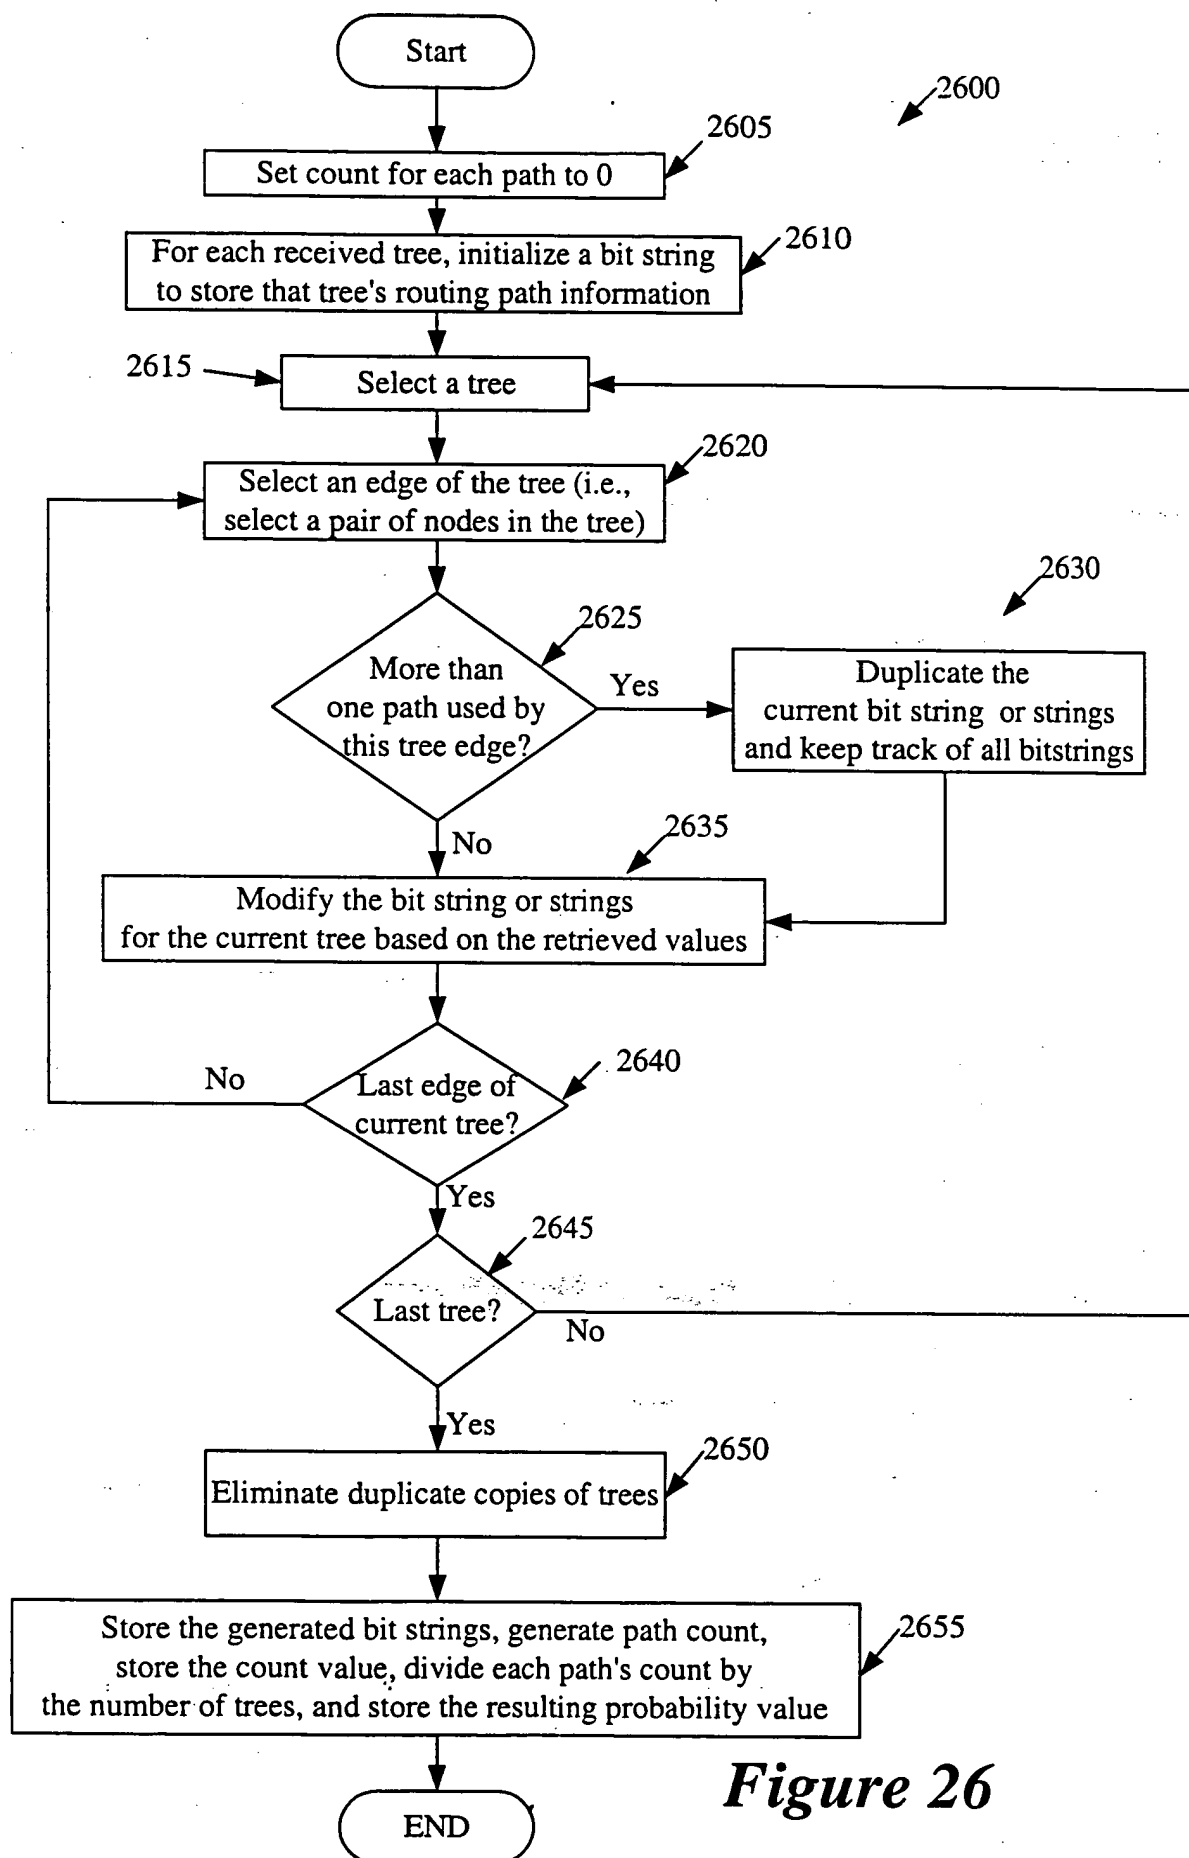 Start
2600
2605
Set count for each path to 0
2610
For each received tree, initialize a bit string
to store that tree's routing path information
2615
Select a tree
2620
Select an edge of the tree (i.e.,
select a pair of nodes in the tree)
2630
2625
More than
one path used by
this tree edge?
Yes
Duplicate the
current bit string or strings
and keep track of all bitstrings
No
2635
Modify the bit string or strings
for the current tree based on the retrieved values
2640
No
Last edge of
current tree?
Yes
2645
Last tree?
No
Yes
2650
Eliminate duplicate copies of trees
2655
Store the generated bit strings, generate path count,
store the count value, divide each path's count by
the number of trees, and store the resulting probability value
Figure 26
END